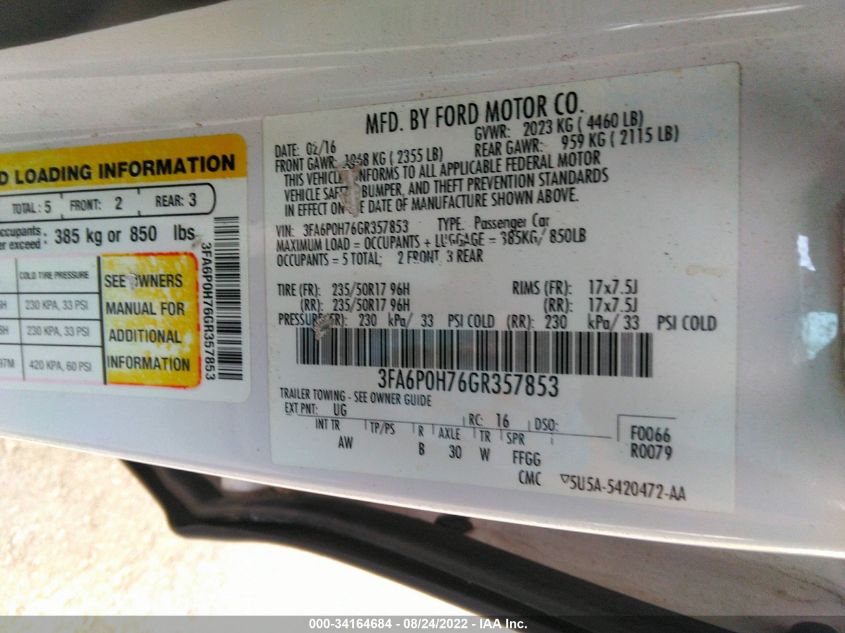 D LOADING INFORMATION
TOTAL : 5 FRONT: 2 REAR: 3
ccupants
er exceed : 385 kg or 850 lbs
COLD TIRE PRESSURE
6H 230 KPA, 33 PSI
6H 230 KPA, 33 PSI
97M 420 KPA, 60 PSI
SEE OWNERS
MANUAL FOR
ADDITIONAL
INFORMATION
3FA6P0H76GR357853
MFD. BY FORD MOTOR CO.
DATE: 02/16 GVWR: 2023 KG ( 4460 LB)
FRONT GAWR: 1068 KG ( 2355 LB) REAR GAWR: 959 KG ( 2115 LB)
THIS VEHICLE CONFORMS TO ALL APPLICABLE FEDERAL MOTOR
VEHICLE SAFETY BUMPER, AND THEFT PREVENTION STANDARDS
IN EFFECT ON DATE OF MANUFACTURE SHOWN ABOVE.
VIN: 3FA6P0H76GR357853 TYPE: Passenger Car
MAXIMUM LOAD = OCCUPANTS + LUGGAGE = 385KG/ 850LB
OCCUPANTS = 5 TOTAL; 2 FRONT, 3 REAR
TIRE (FR): 235/50R17 96H RIMS (FR): 17x7.5J
(RR): 235/50R17 96H (RR): 17x7.5J
PRESSURE (FR): 230 kPa/ 33 PSI COLD (RR): 230 kPa/ 33 PSI COLD
3FA6P0H76GR357853
TRAILER TOWING - SEE OWNER GUIDE
EXT PNT: UG RC: 16 DSO:
INT TR TP/PS R AXLE TR SPR F0066
AW B 30 W FFGG R0079
CMC ▽5U5A-5420472-AA
000-34164684 / 08/24/2022 - IAA Inc.